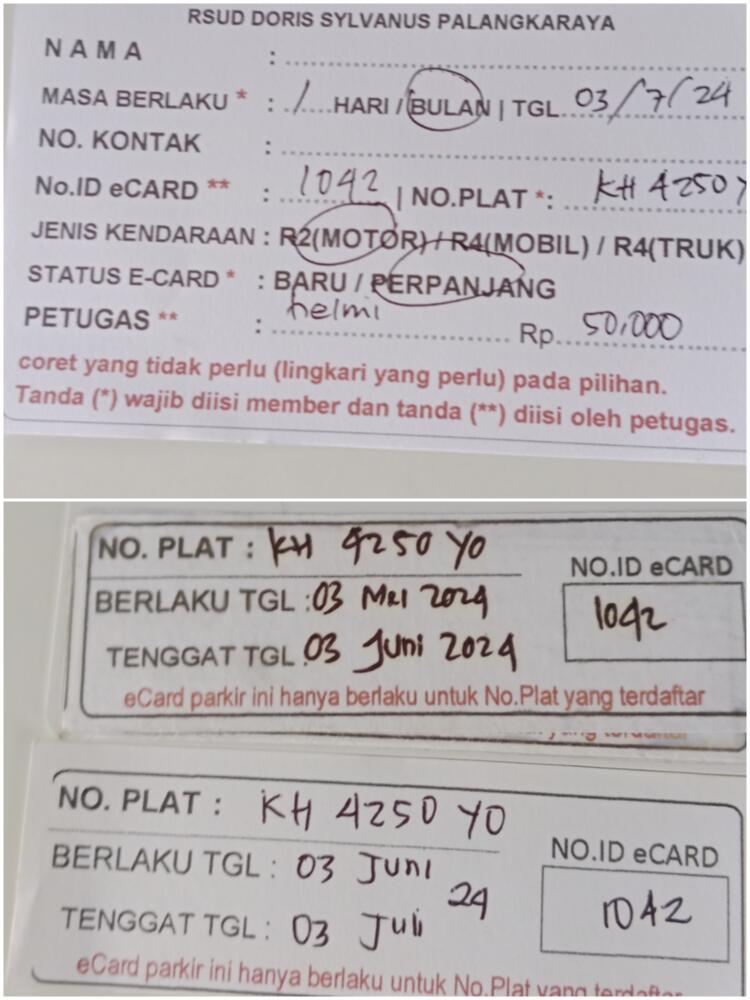 RSUD DORIS SYLVANUS PALANGKARAYA
NAMA :
MASA BERLAKU * : 1 HARI / BULAN | TGL 03/7/24
NO. KONTAK :
No.ID eCARD ** : 1042 | NO.PLAT *: KH 4250 Y
JENIS KENDARAAN : R2(MOTOR) / R4(MOBIL) / R4(TRUK)
STATUS E-CARD * : BARU / PERPANJANG
PETUGAS ** : helmi Rp. 50.000
coret yang tidak perlu (lingkari yang perlu) pada pilihan.
Tanda (*) wajib diisi member dan tanda (**) diisi oleh petugas.
NO. PLAT : KH 4250 YO
NO.ID eCARD
BERLAKU TGL : 03 Mei 2024
1042
TENGGAT TGL : 03 Juni 2024
eCard parkir ini hanya berlaku untuk No.Plat yang terdaftar
yang terdaftar
NO. PLAT : KH 4250 YO
NO.ID eCARD
BERLAKU TGL : 03 Juni 24
1042
TENGGAT TGL : 03 Juli
eCard parkir ini hanya berlaku untuk No.Plat yang terdaftar